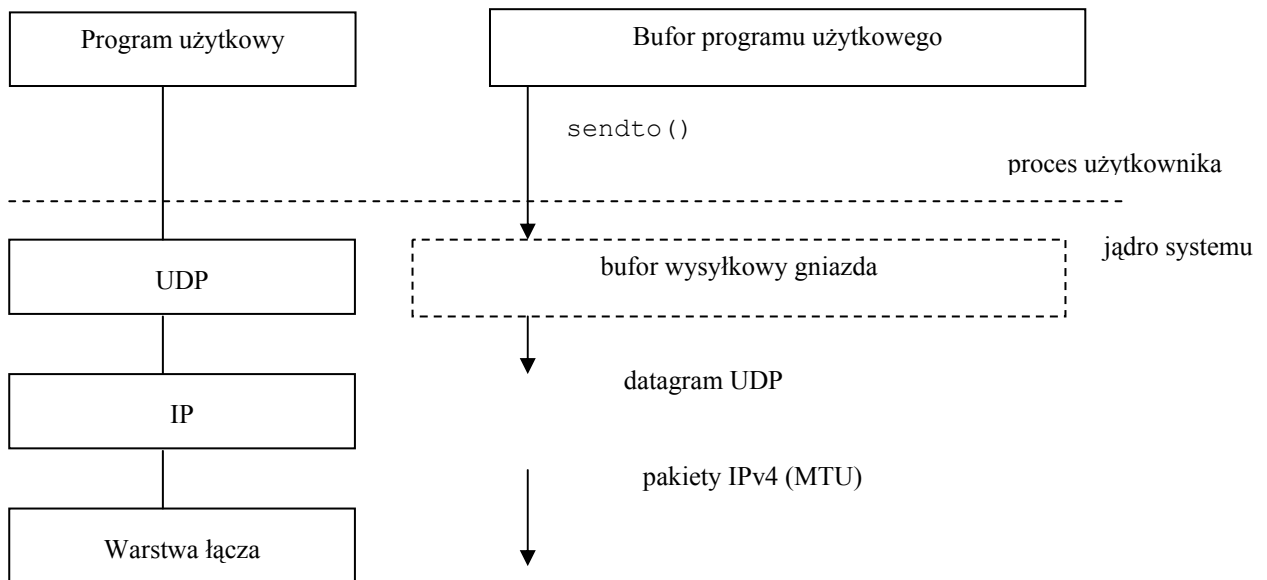 Program użytkowy
Bufor programu użytkowego
sendto()
proces użytkownika
jądro systemu
UDP
bufor wysyłkowy gniazda
datagram UDP
IP
pakiety IPv4 (MTU)
Warstwa łącza